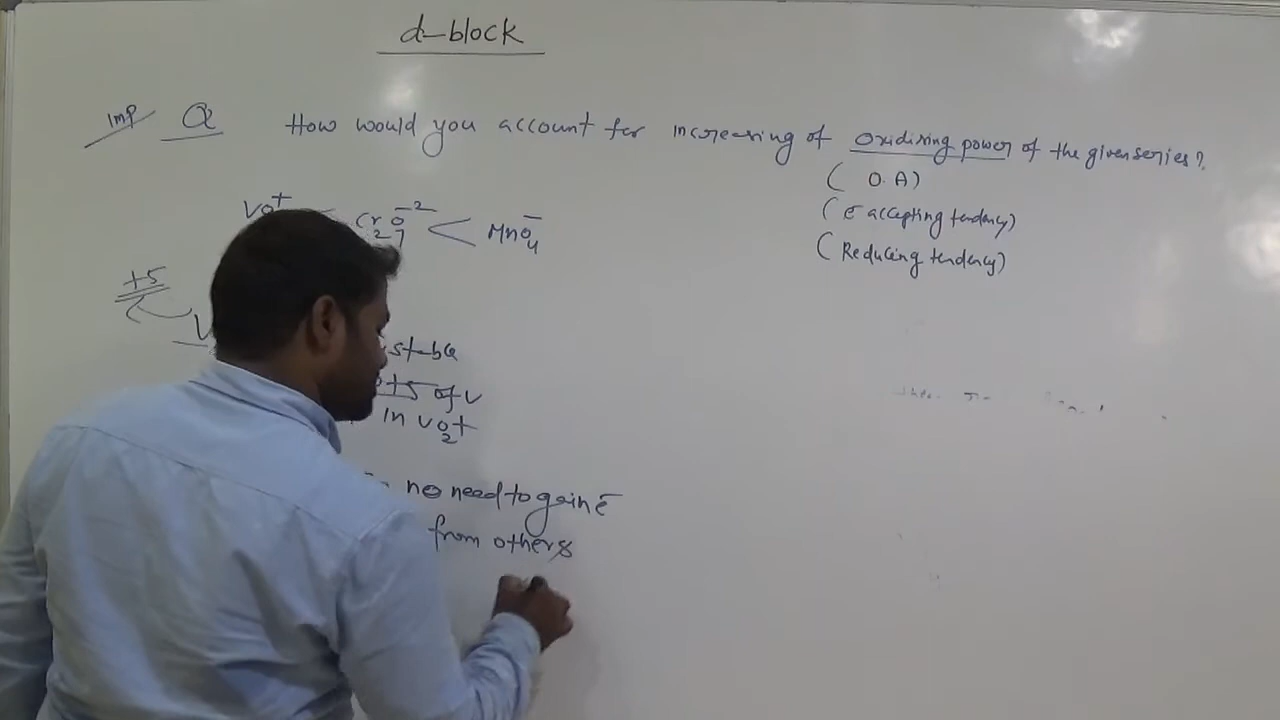 d-block
Imp Q How would you account for increasing of oxidising power of the given series?
( O.A)
(e⁻ accepting tendency)
(Reducing tendency)
VO⁺ < Cr₂O₇⁻² < MnO₄⁻
+5
V
stable
+5 of V
in VO₂⁺
no need to gain e⁻
from others